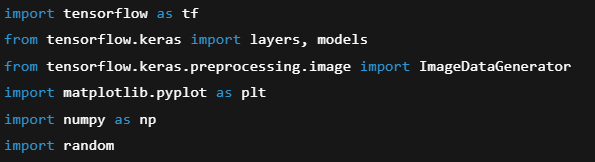 import tensorflow as tf
from tensorflow.keras import layers, models
from tensorflow.keras.preprocessing.image import ImageDataGenerator
import matplotlib.pyplot as plt
import numpy as np
import random